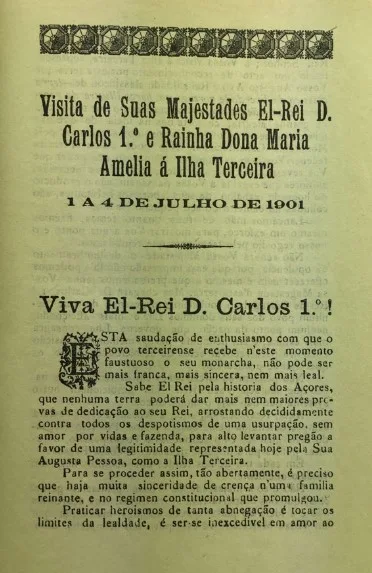 Visita de Suas Majestades El-Rei D.
Carlos 1.º e Rainha Dona Maria
Amelia á Ilha Terceira
1 A 4 DE JULHO DE 1901
Viva El-Rei D. Carlos 1.º!
ESTA saudação de enthusiasmo com que o
povo terceirense recebe n'este momento
faustoso o seu monarcha, não pode ser
mais franca, mais sincera, nem mais leal.
Sabe El Rei pela historia dos Açores,
que nenhuma terra poderá dar mais nem maiores pro-
vas de dedicação ao seu Rei, arrostando decididamente
contra todos os despotismos de uma usurpação, sem
amor por vidas e fazenda, para alto levantar pregão a
favor de uma legitimidade representada hoje pela Sua
Augusta Pessoa, como a Ilha Terceira.
Para se proceder assim, tão abertamente, é preciso
que haja muita sinceridade de crença n'uma familia
reinante, e no regimen constitucional que promulgou.
Praticar heroismos de tanta abnegação é tocar os
limites da lealdade, é ser-se inexcedivel em amor ao